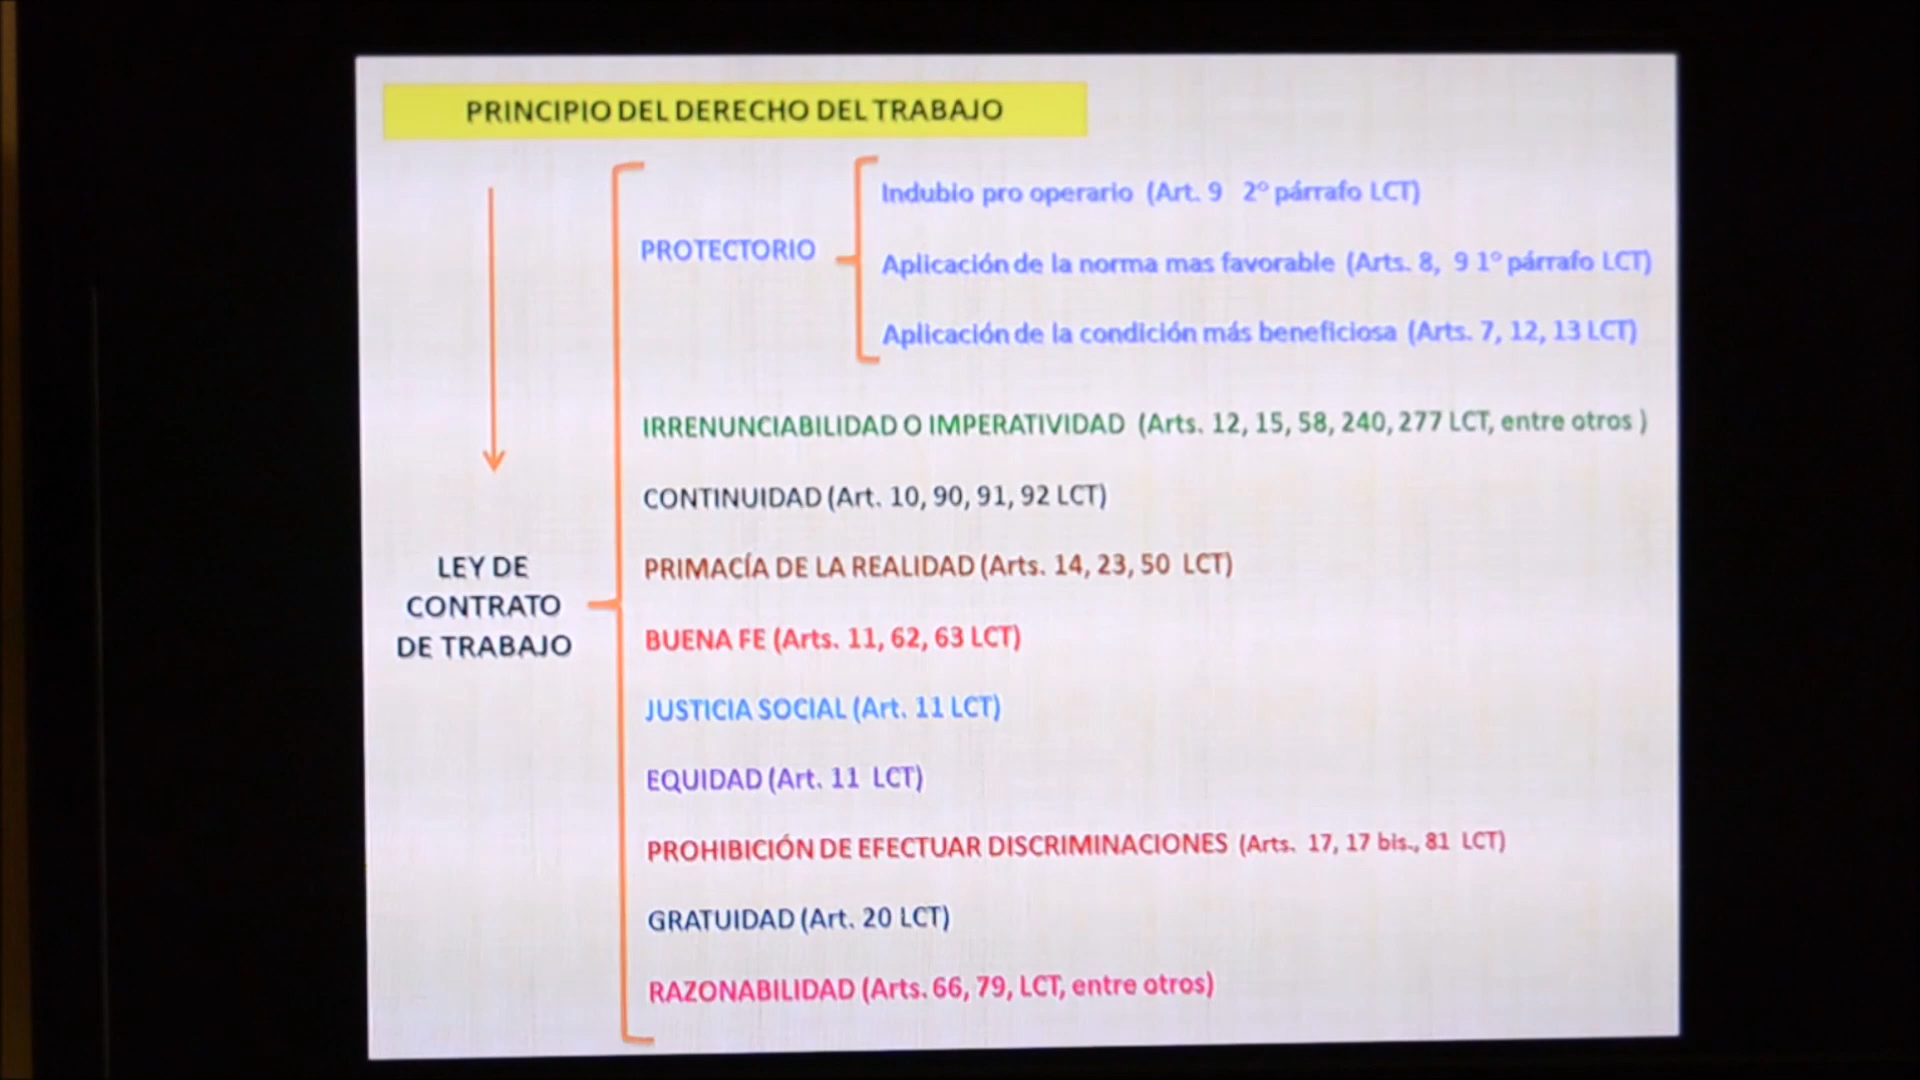 PRINCIPIO DEL DERECHO DEL TRABAJO
LEY DE
CONTRATO
DE TRABAJO
PROTECTORIO
Indubio pro operario (Art. 9 2º párrafo LCT)
Aplicación de la norma mas favorable (Arts. 8, 9 1º párrafo LCT)
Aplicación de la condición más beneficiosa (Arts. 7, 12, 13 LCT)
IRRENUNCIABILIDAD O IMPERATIVIDAD (Arts. 12, 15, 58, 240, 277 LCT, entre otros )
CONTINUIDAD (Art. 10, 90, 91, 92 LCT)
PRIMACÍA DE LA REALIDAD (Arts. 14, 23, 50 LCT)
BUENA FE (Arts. 11, 62, 63 LCT)
JUSTICIA SOCIAL (Art. 11 LCT)
EQUIDAD (Art. 11 LCT)
PROHIBICIÓN DE EFECTUAR DISCRIMINACIONES (Arts. 17, 17 bis., 81 LCT)
GRATUIDAD (Art. 20 LCT)
RAZONABILIDAD (Arts. 66, 79, LCT, entre otros)